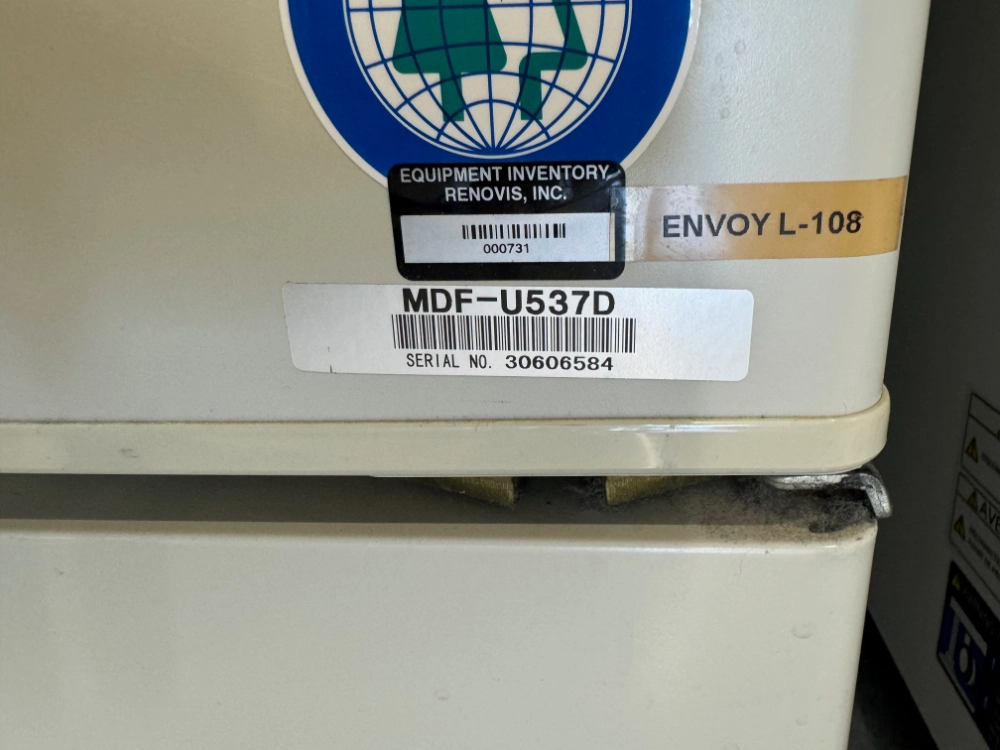 EQUIPMENT INVENTORY
RENOVIS, INC.
000731
ENVOY L-108
MDF-U537D
SERIAL NO. 30606584